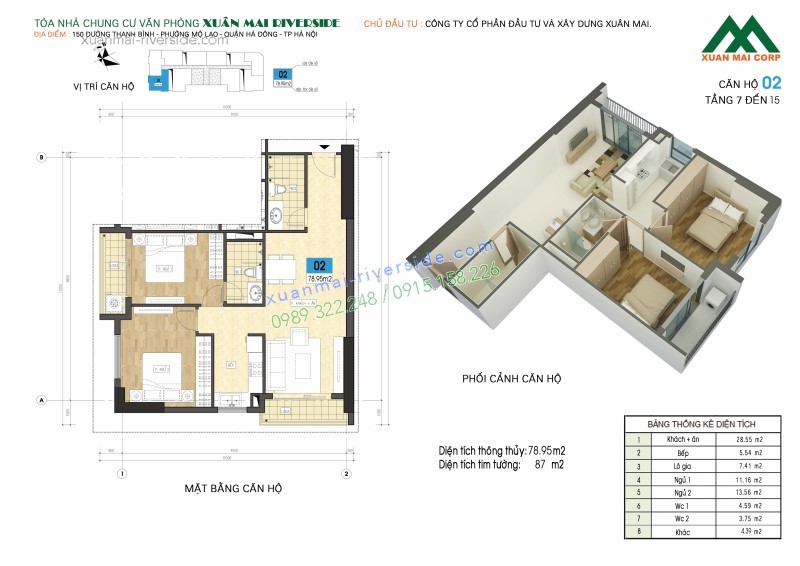 TÒA NHÀ CHUNG CƯ VĂN PHÒNG XUÂN MAI RIVERSIDE
ĐỊA ĐIỂM : 150 ĐƯỜNG THANH BÌNH - PHƯỜNG MỖ LAO - QUẬN HÀ ĐÔNG - TP HÀ NỘI
xuanmai-riverside.com
CHỦ ĐẦU TƯ : CÔNG TY CỔ PHẦN ĐẦU TƯ VÀ XÂY DỰNG XUÂN MAI.
XUAN MAI CORP
CĂN HỘ 02
TẦNG 7 ĐẾN 15
VỊ TRÍ CĂN HỘ
02
B
A
1
2
02
78.95m2
P. KHÁCH + ĂN
BẾP
xuanmai-riverside.com
0989.322.248 / 0915.158.226
MẶT BẰNG CĂN HỘ
PHỐI CẢNH CĂN HỘ
Diện tích thông thủy: 78.95m2
Diện tích tim tường: 87 m2
BẢNG THỐNG KÊ DIỆN TÍCH
1 Khách + ăn 28.55 m2
2 Bếp 5.54 m2
3 Lô gia 7.41 m2
4 Ngủ 1 11.16 m2
5 Ngủ 2 13.56 m2
6 Wc 1 4.59 m2
7 Wc 2 3.75 m2
8 Khác 4.39 m2